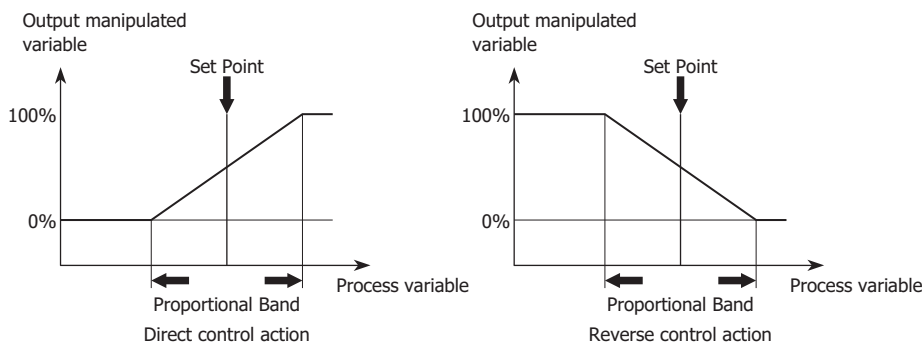 Output manipulated
variable
Set Point
100%
0%
Process variable
Proportional Band
Direct control action
Output manipulated
variable
Set Point
100%
0%
Process variable
Proportional Band
Reverse control action